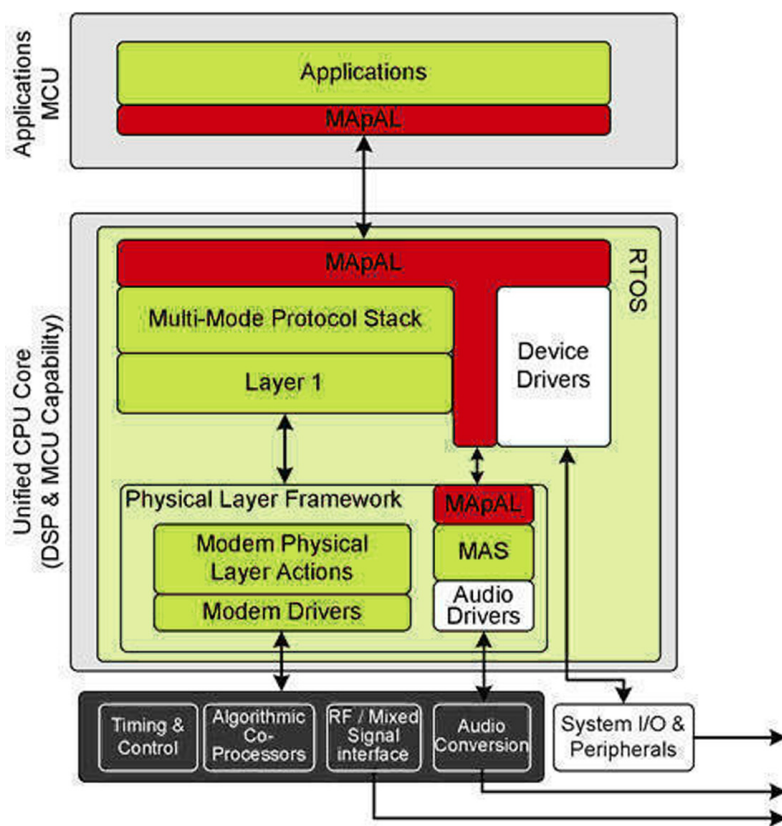 Applications
MCU
Applications
MApAL
Unified CPU Core
(DSP & MCU Capability)
RTOS
MApAL
Multi-Mode Protocol Stack
Layer 1
Device
Drivers
Physical Layer Framework
Modem Physical
Layer Actions
Modem Drivers
MApAL
MAS
Audio
Drivers
Timing &
Control
Algorithmic
Co-
Processors
RF / Mixed
Signal
interface
Audio
Conversion
System I/O &
Peripherals